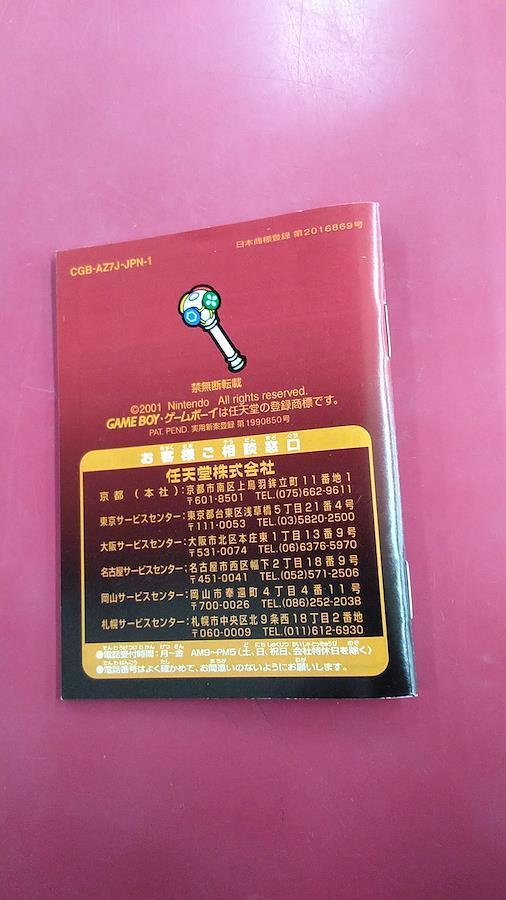 日本商標登録 第2016869号
CGB-AZ7J-JPN-1
禁無断転載
©2001 Nintendo All rights reserved.
GAME BOY・ゲームボーイは任天堂の登録商標です。
PAT. PEND. 実用新案登録 第1990850号
お客様ご相談窓口
任天堂株式会社
京都(本社):京都市南区上鳥羽鉾立町11番地1
〒601-8501 TEL.(075)662-9611
東京サービスセンター:東京都台東区浅草橋5丁目21番4号
〒111-0053 TEL.(03)5820-2500
大阪サービスセンター:大阪市北区本庄東1丁目13番9号
〒531-0074 TEL.(06)6376-5970
名古屋サービスセンター:名古屋市西区幅下2丁目18番9号
〒451-0041 TEL.(052)571-2506
岡山サービスセンター:岡山市奉還町4丁目4番11号
〒700-0026 TEL.(086)252-2038
札幌サービスセンター:札幌市中央区北9条西18丁目2番地
〒060-0009 TEL.(011)612-6930
●電話受付時間:月~金 AM9~PM5(土、日、祝日、会社特休日を除く)
●電話番号はよく確かめて、お間違いのないようにお願いします。